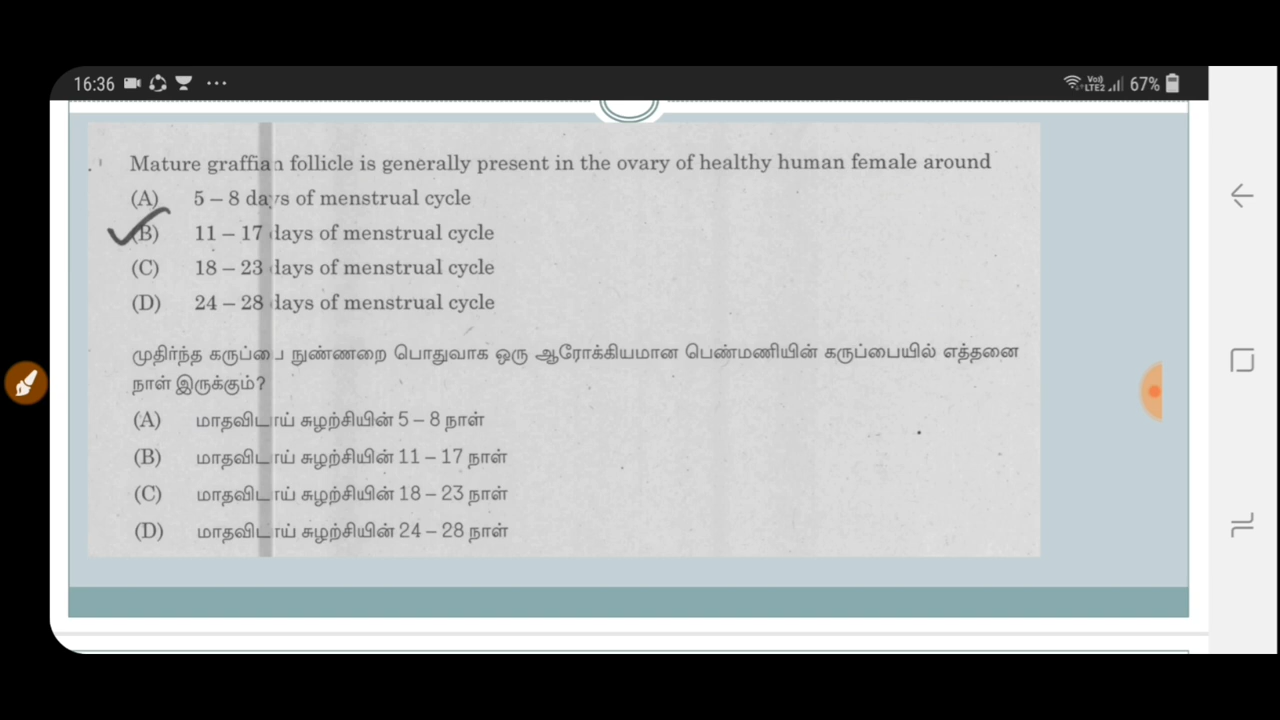 16:36 ... Vo)) LTE2 67%
Mature graffian follicle is generally present in the ovary of healthy human female around
(A) 5 – 8 days of menstrual cycle
(B) 11 – 17 days of menstrual cycle
(C) 18 – 23 days of menstrual cycle
(D) 24 – 28 days of menstrual cycle
முதிர்ந்த கருப்பை நுண்ணறை பொதுவாக ஒரு ஆரோக்கியமான பெண்மணியின் கருப்பையில் எத்தனை
நாள் இருக்கும்?
(A) மாதவிடாய் சுழற்சியின் 5 – 8 நாள்
(B) மாதவிடாய் சுழற்சியின் 11 – 17 நாள்
(C) மாதவிடாய் சுழற்சியின் 18 – 23 நாள்
(D) மாதவிடாய் சுழற்சியின் 24 – 28 நாள்